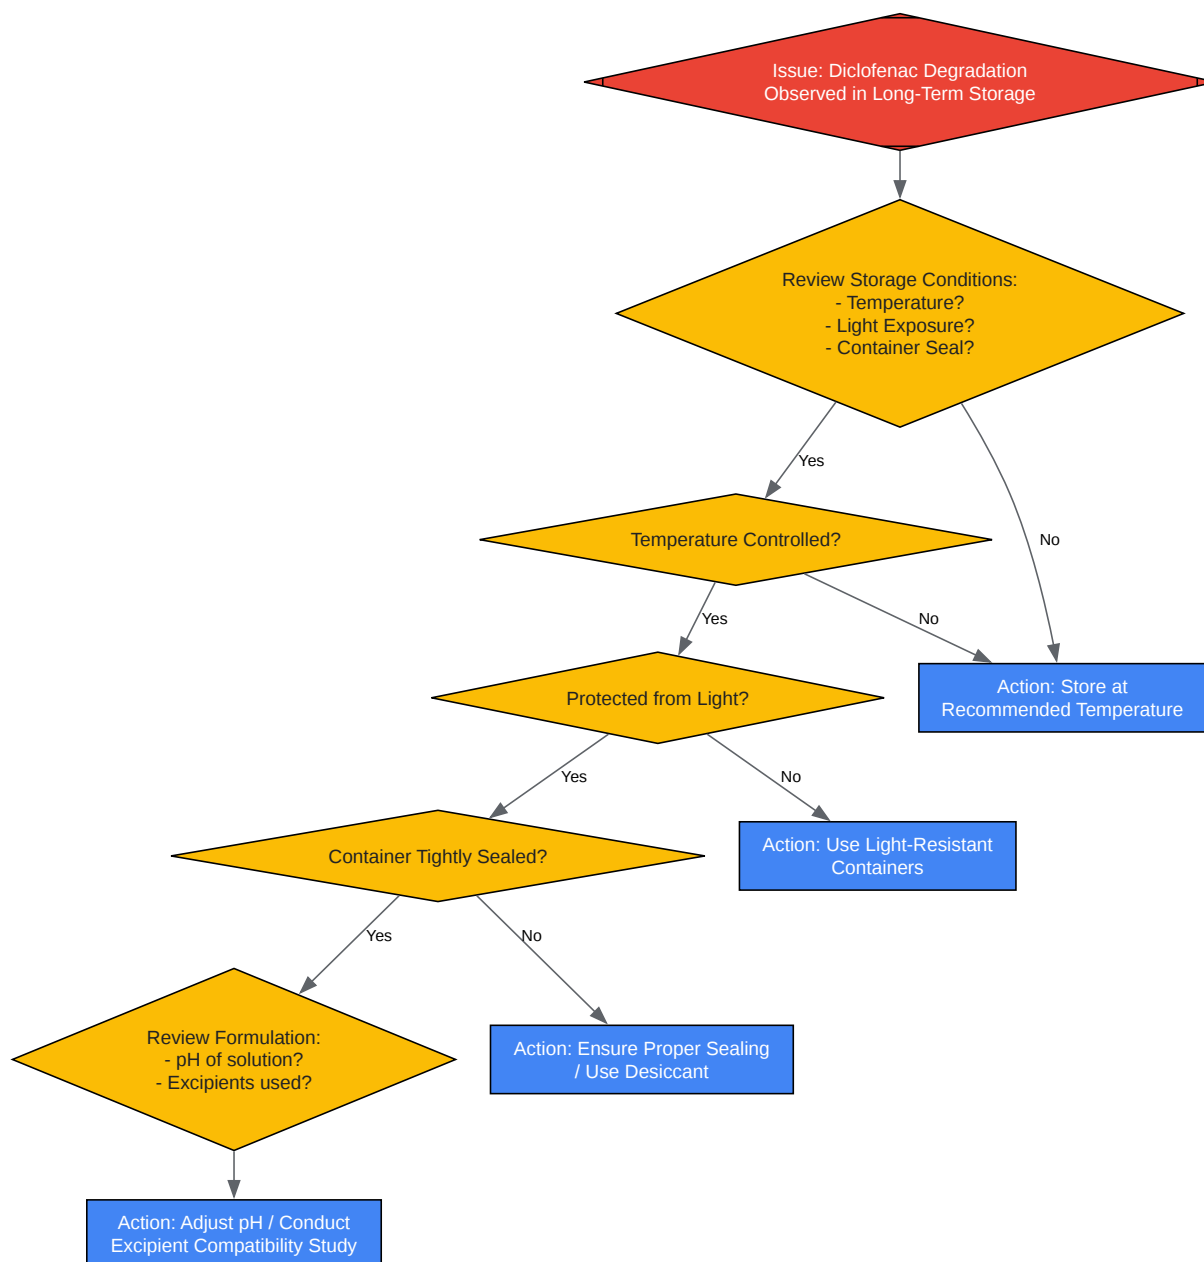 Issue: Diclofenac Degradation
Observed in Long-Term Storage
Review Storage Conditions:
- Temperature?
- Light Exposure?
- Container Seal?
Yes
No
Temperature Controlled?
Yes
No
Protected from Light?
Action: Store at
Recommended Temperature
Yes
No
Container Tightly Sealed?
Action: Use Light-Resistant
Containers
Yes
No
Review Formulation:
- pH of solution?
- Excipients used?
Action: Ensure Proper Sealing
/ Use Desiccant
Action: Adjust pH / Conduct
Excipient Compatibility Study